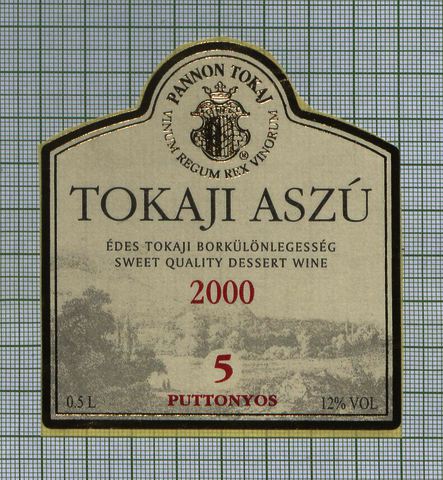 PANNON TOKAJ
VINUM REGUM REX VINORUM
®
TOKAJI ASZÚ
ÉDES TOKAJI BORKÜLÖNLEGESSÉG
SWEET QUALITY DESSERT WINE
2000
5
PUTTONYOS
0.5 L
12% VOL